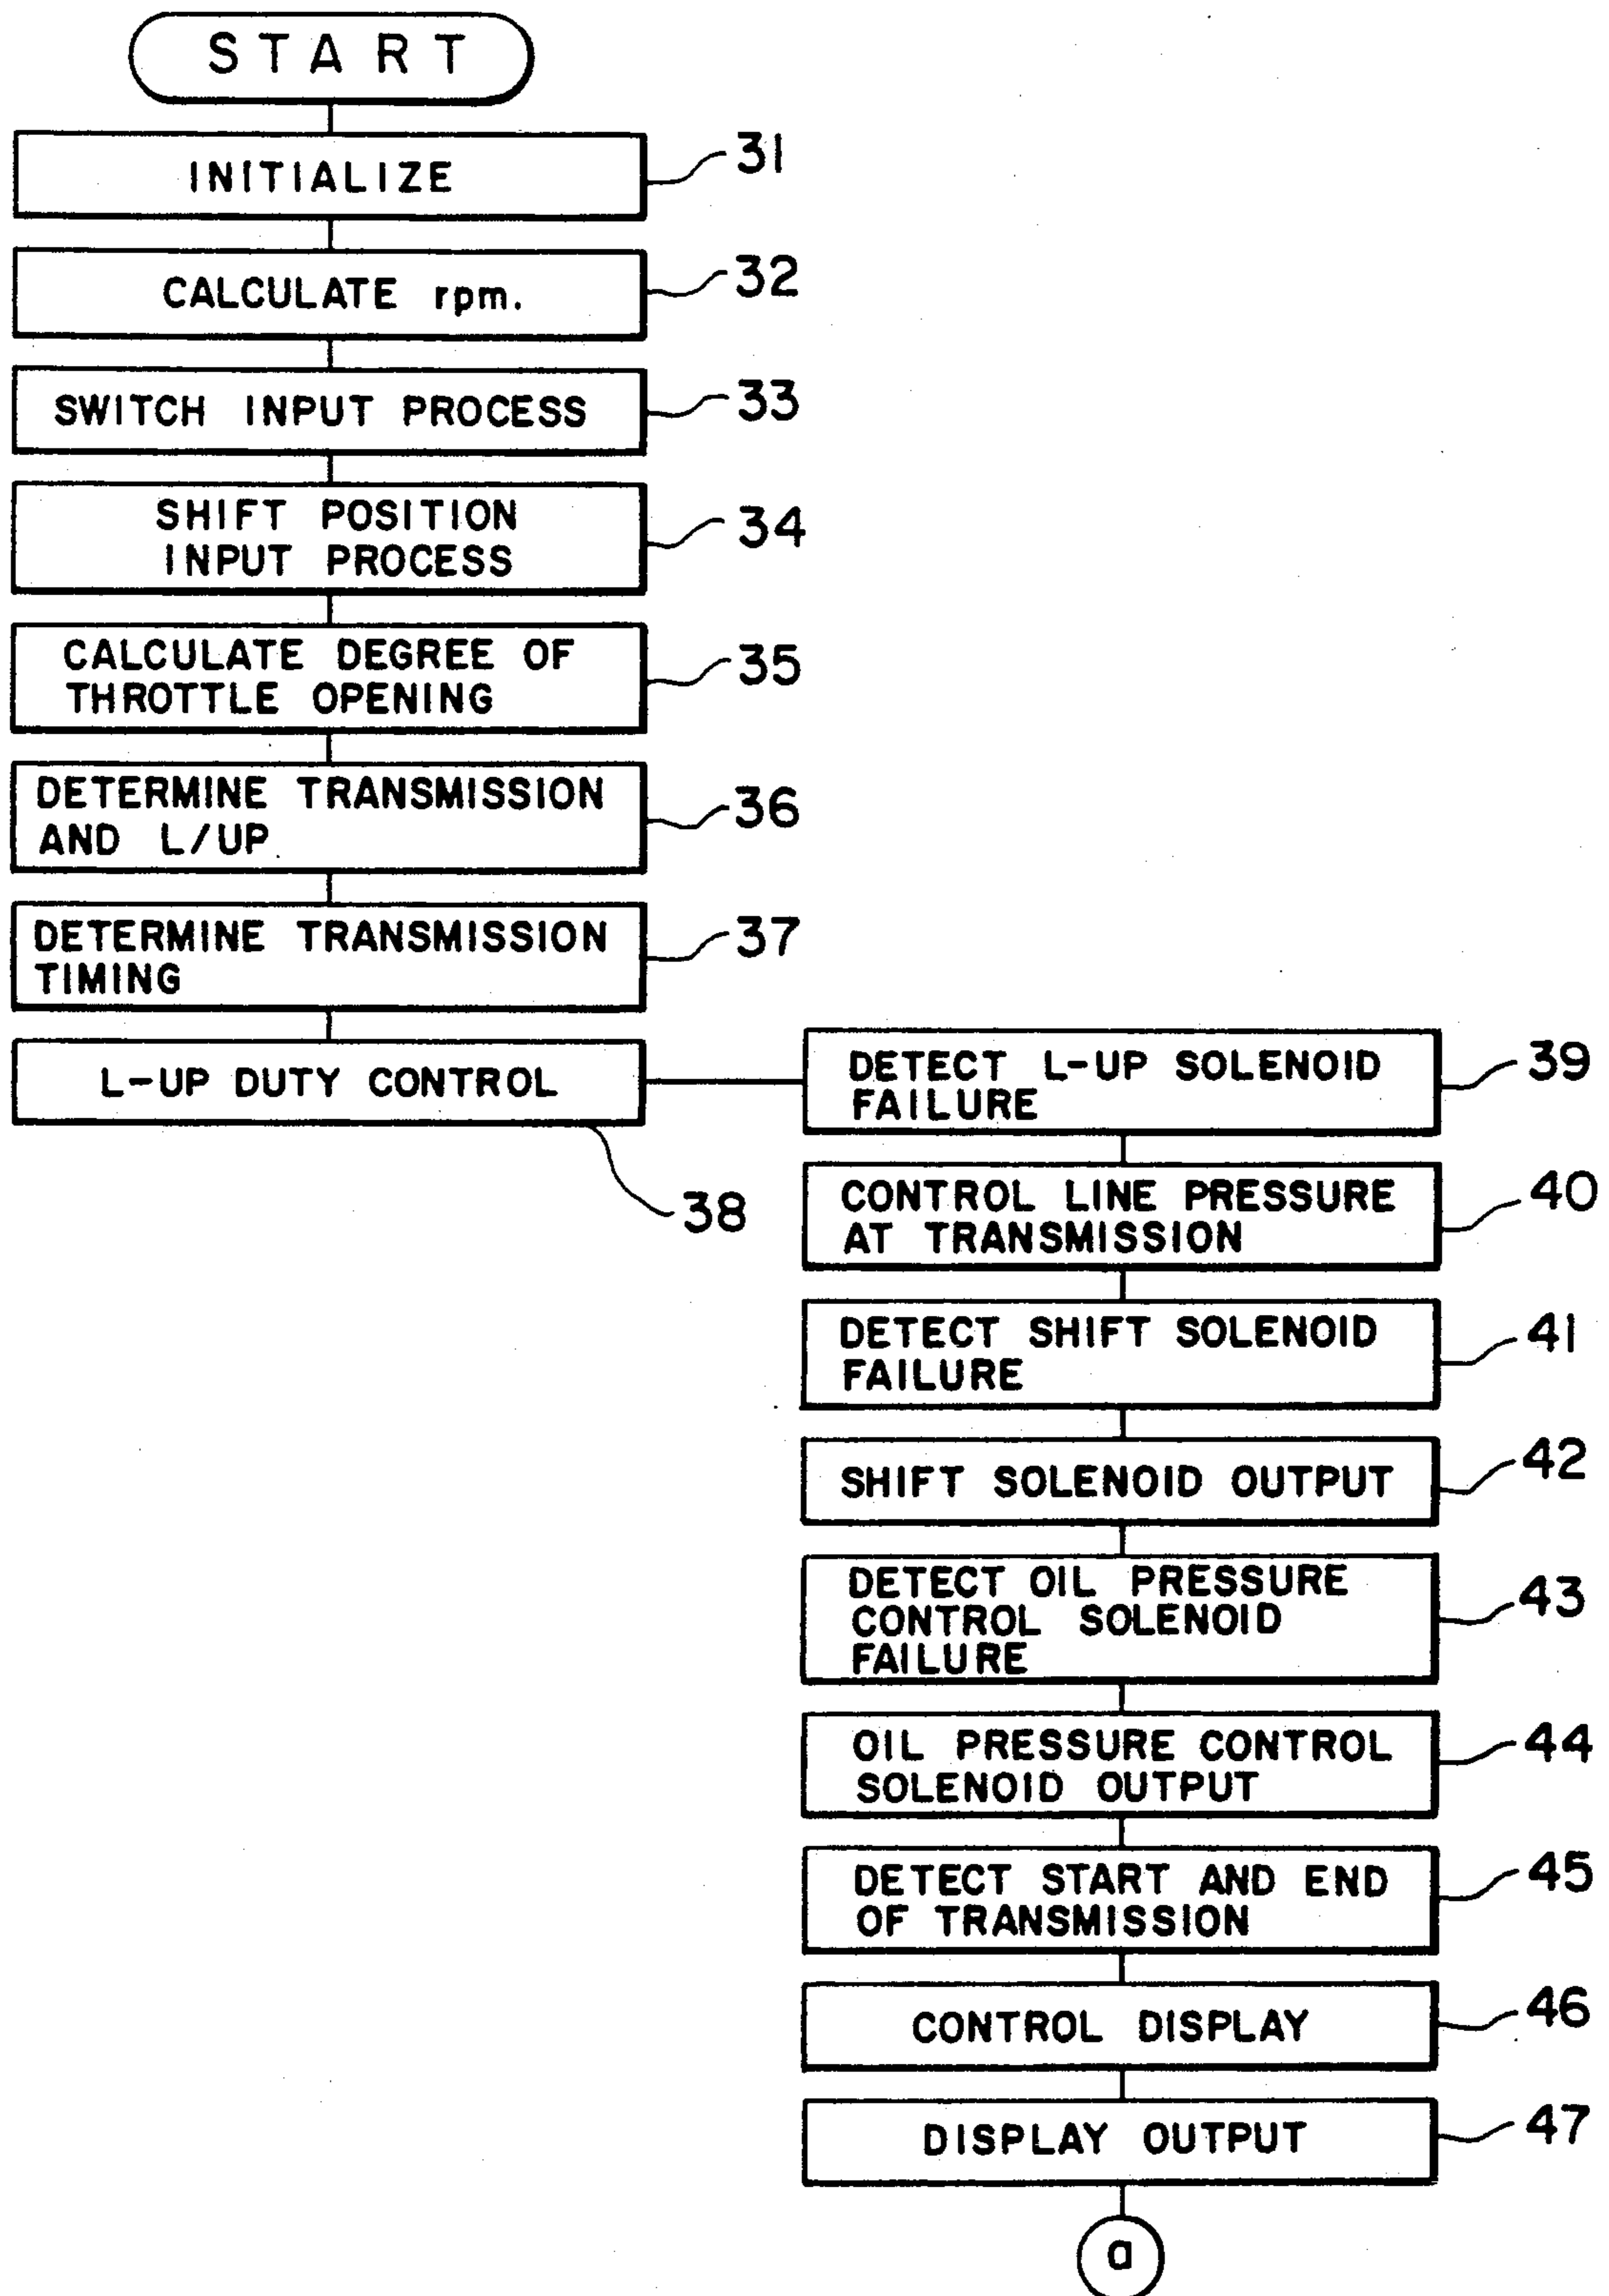 START
INITIALIZE
31
CALCULATE rpm.
32
SWITCH INPUT PROCESS
33
SHIFT POSITION
INPUT PROCESS
34
CALCULATE DEGREE OF
THROTTLE OPENING
35
DETERMINE TRANSMISSION
AND L/UP
36
DETERMINE TRANSMISSION
TIMING
37
L-UP DUTY CONTROL
38
DETECT L-UP SOLENOID
FAILURE
39
CONTROL LINE PRESSURE
AT TRANSMISSION
40
DETECT SHIFT SOLENOID
FAILURE
41
SHIFT SOLENOID OUTPUT
42
DETECT OIL PRESSURE
CONTROL SOLENOID
FAILURE
43
OIL PRESSURE CONTROL
SOLENOID OUTPUT
44
DETECT START AND END
OF TRANSMISSION
45
CONTROL DISPLAY
46
DISPLAY OUTPUT
47
a